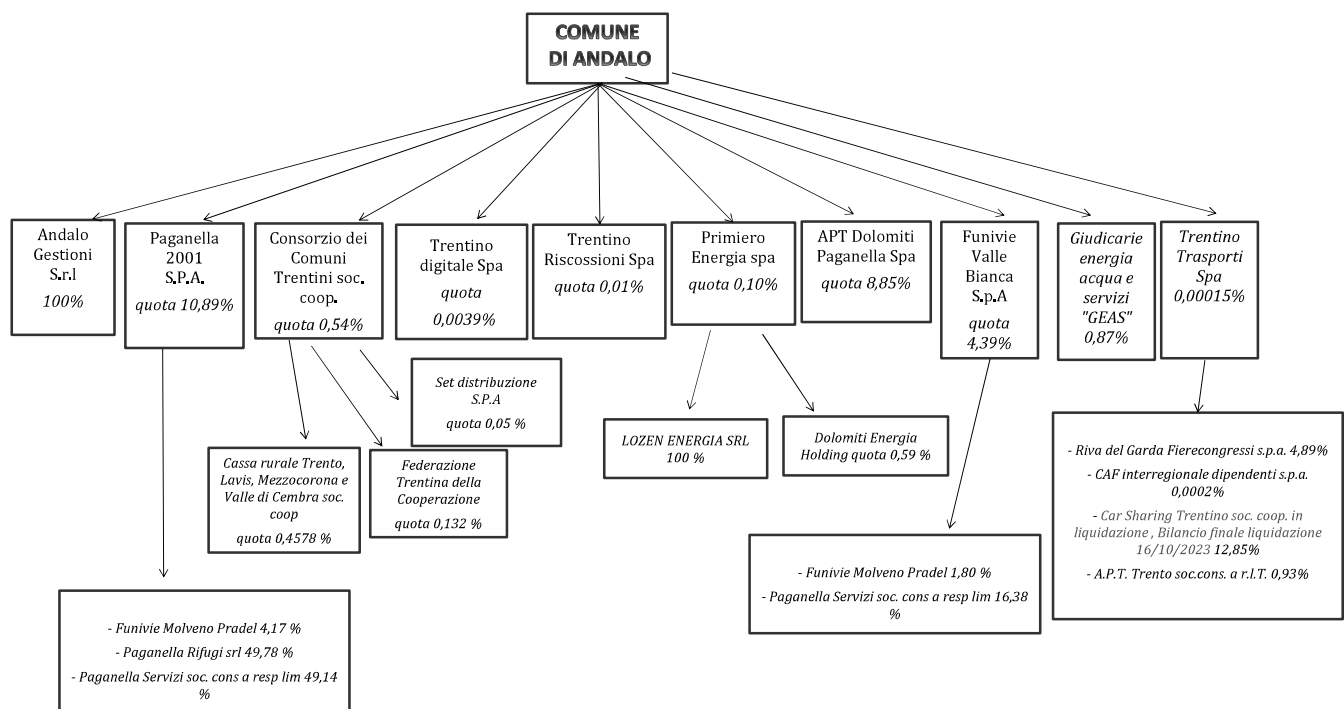 COMUNE
DI ANDALO
Andalo
Gestioni
S.r.l
100%
Paganella
2001
S.P.A.
quota 10,89%
Consorzio dei
Comuni
Trentini soc.
coop.
quota 0,54%
Trentino
digitale Spa
quota
0,0039%
Trentino
Riscossioni Spa
quota 0,01%
Primiero
Energia spa
quota 0,10%
APT Dolomiti
Paganella Spa
quota 8,85%
Funivie
Valle
Bianca
S.p.A
quota
4,39%
Giudicarie
energia
acqua e
servizi
"GEAS"
0,87%
Trentino
Trasporti
Spa
0,00015%
Set distribuzione
S.P.A
quota 0,05 %
Cassa rurale Trento,
Lavis, Mezzocorona e
Valle di Cembra soc.
coop
quota 0,4578 %
Federazione
Trentina della
Cooperazione
quota 0,132 %
LOZEN ENERGIA SRL
100 %
Dolomiti Energia
Holding quota 0,59 %
- Riva del Garda Fierecongressi s.p.a. 4,89%
- CAF interregionale dipendenti s.p.a.
0,0002%
- Car Sharing Trentino soc. coop. in
liquidazione , Bilancio finale liquidazione
16/10/2023 12,85%
- A.P.T. Trento soc.cons. a r.l.T. 0,93%
- Funivie Molveno Pradel 1,80 %
- Paganella Servizi soc. cons a resp lim 16,38
%
- Funivie Molveno Pradel 4,17 %
- Paganella Rifugi srl 49,78 %
- Paganella Servizi soc. cons a resp lim 49,14
%